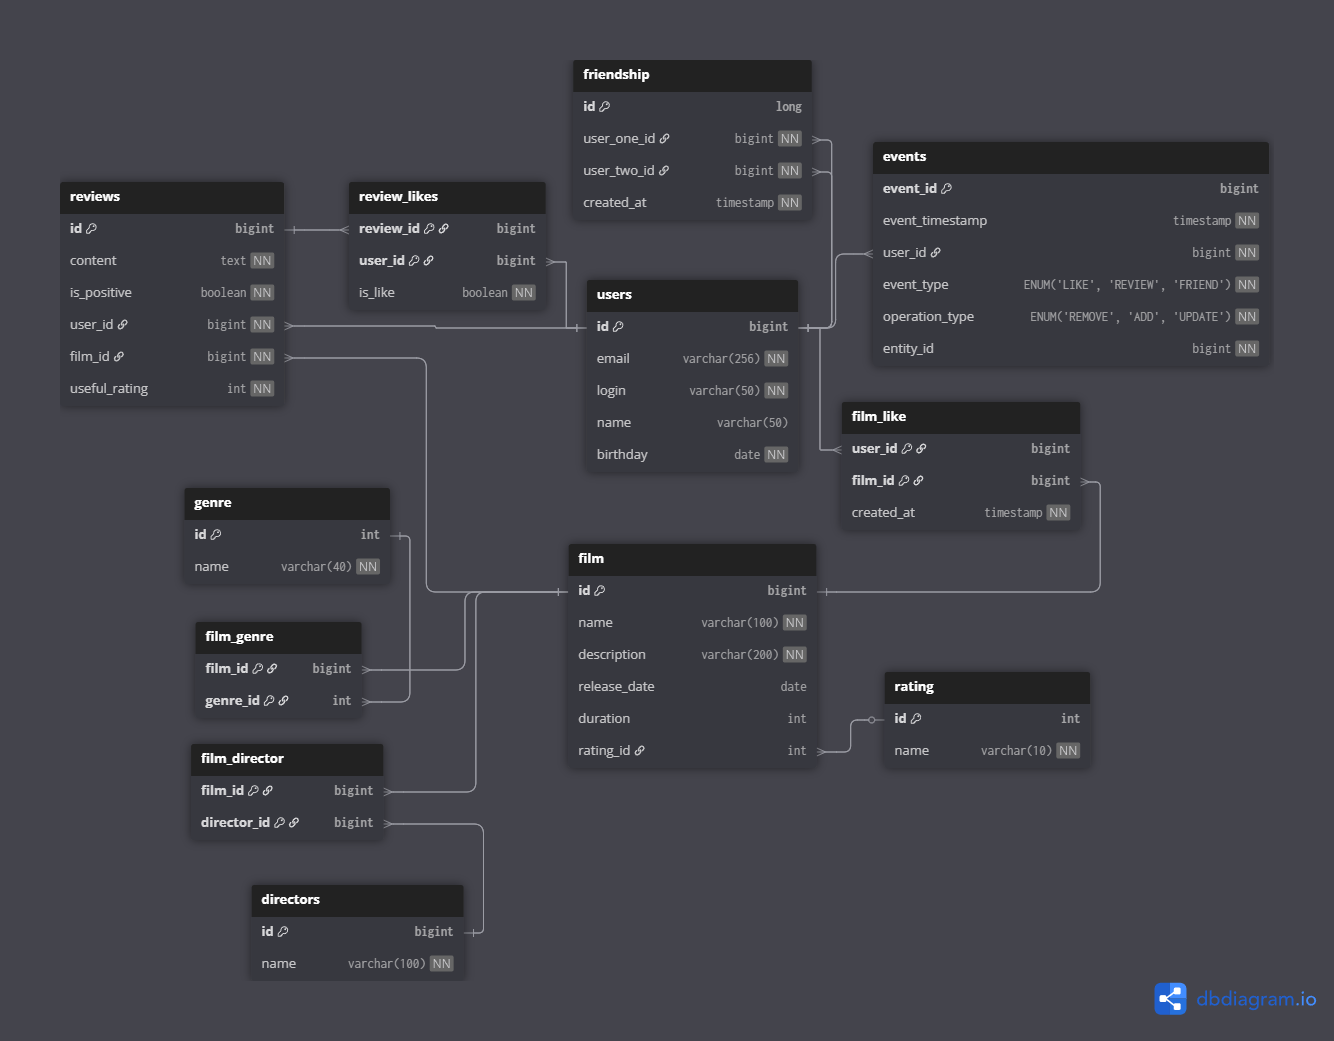 friendship
id long
user_one_id bigint NN
user_two_id bigint NN
created_at timestamp NN
events
event_id bigint
event_timestamp timestamp NN
user_id bigint NN
event_type ENUM('LIKE', 'REVIEW', 'FRIEND') NN
operation_type ENUM('REMOVE', 'ADD', 'UPDATE') NN
entity_id bigint NN
reviews
id bigint
content text NN
is_positive boolean NN
user_id bigint NN
film_id bigint NN
useful_rating int NN
review_likes
review_id bigint
user_id bigint
is_like boolean NN
users
id bigint
email varchar(256) NN
login varchar(50) NN
name varchar(50)
birthday date NN
film_like
user_id bigint
film_id bigint
created_at timestamp NN
genre
id int
name varchar(40) NN
film
id bigint
name varchar(100) NN
description varchar(200) NN
release_date date
duration int
rating_id int
film_genre
film_id bigint
genre_id int
rating
id int
name varchar(10) NN
film_director
film_id bigint
director_id bigint
directors
id bigint
name varchar(100) NN
dbdiagram.io